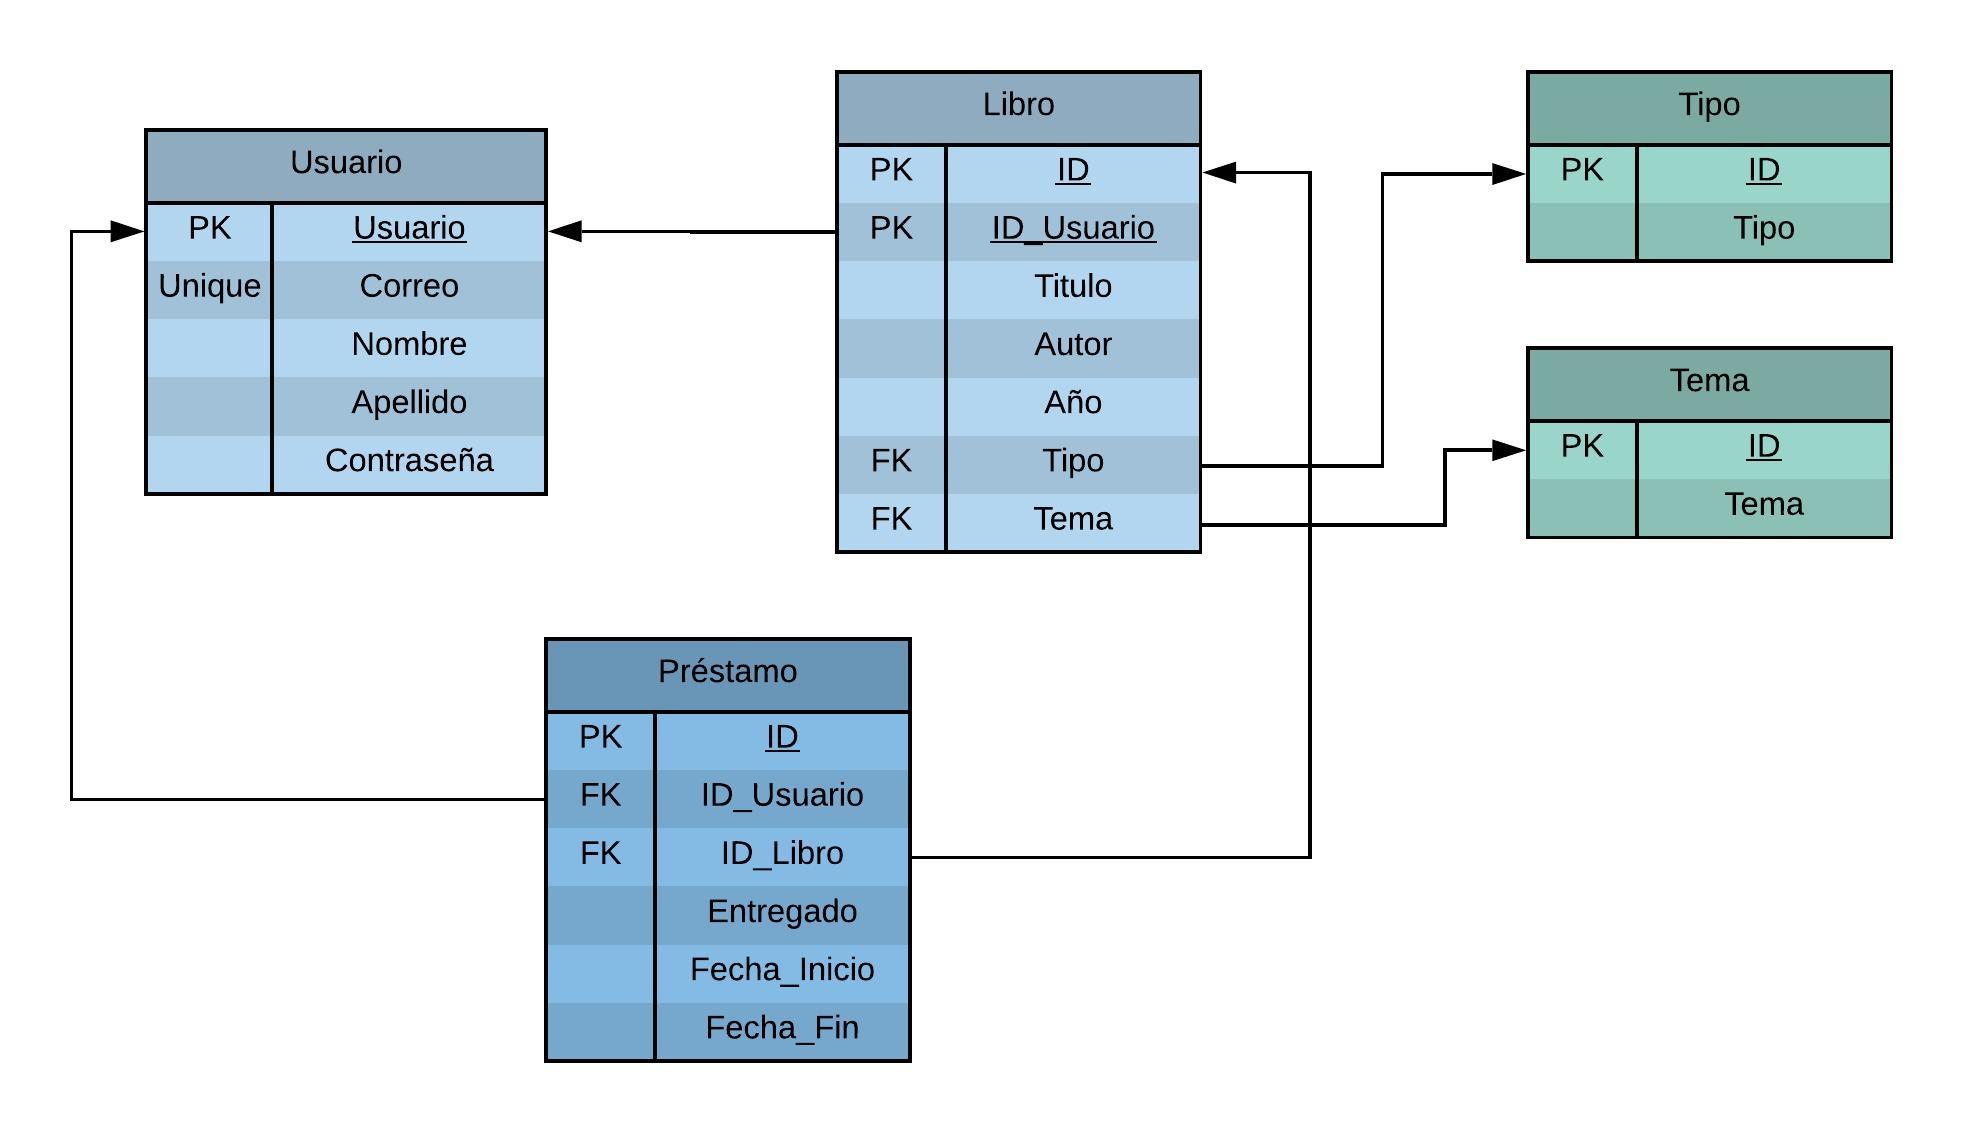 Usuario
PK Usuario
Unique Correo
Nombre
Apellido
Contraseña
Libro
PK ID
PK ID_Usuario
Titulo
Autor
Año
FK Tipo
FK Tema
Tipo
PK ID
Tipo
Tema
PK ID
Tema
Préstamo
PK ID
FK ID_Usuario
FK ID_Libro
Entregado
Fecha_Inicio
Fecha_Fin